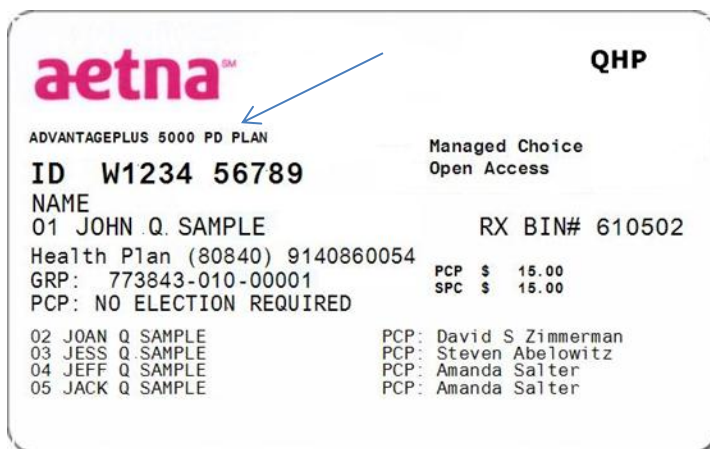 aetna℠
QHP
ADVANTAGEPLUS 5000 PD PLAN
Managed Choice
Open Access
ID W1234 56789
NAME
01 JOHN Q. SAMPLE
RX BIN# 610502
Health Plan (80840) 9140860054
GRP: 773843-010-00001
PCP: NO ELECTION REQUIRED
PCP $ 15.00
SPC $ 15.00
02 JOAN Q SAMPLE PCP: David S Zimmerman
03 JESS Q SAMPLE PCP: Steven Abelowitz
04 JEFF Q SAMPLE PCP: Amanda Salter
05 JACK Q SAMPLE PCP: Amanda Salter